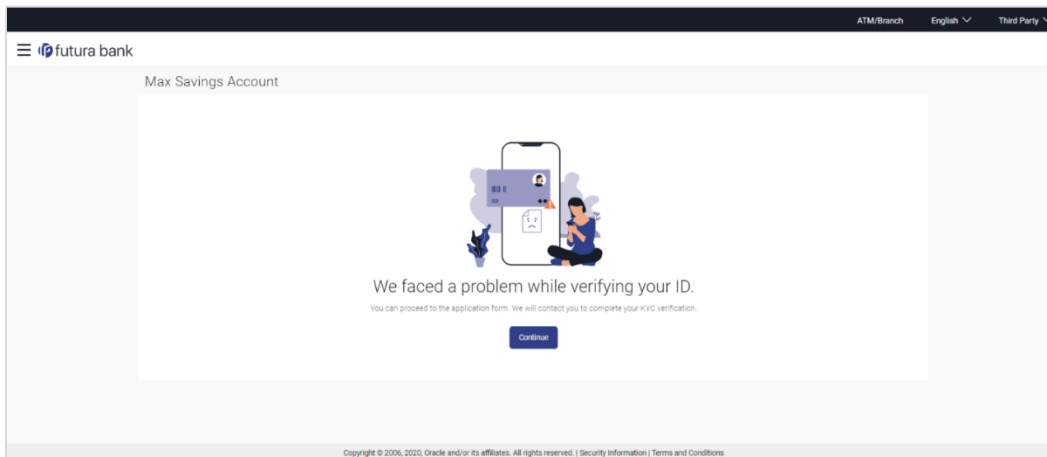 ATM/Branch English Third Party
futura bank
Max Savings Account
We faced a problem while verifying your ID.
You can proceed to the application form. We will contact you to complete your KYC verification.
Continue
Copyright © 2006, 2020, Oracle and/or its affiliates. All rights reserved. | Security Information | Terms and Conditions